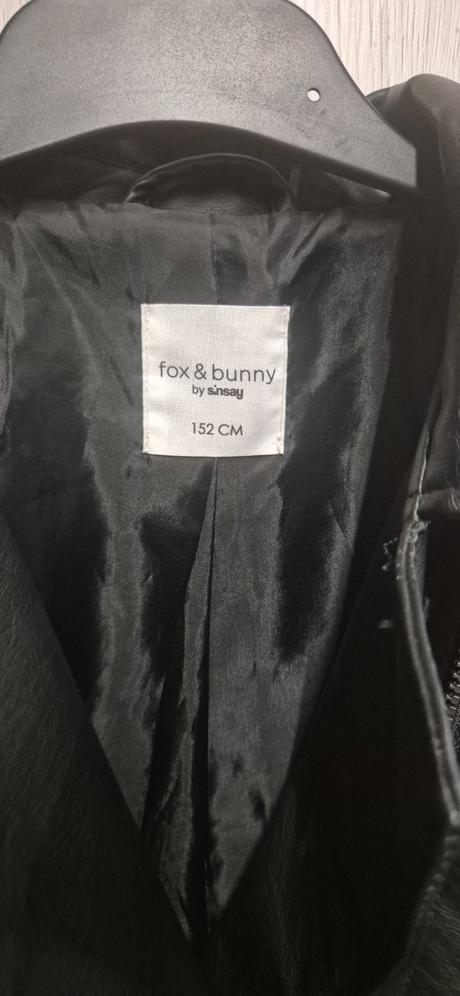 fox & bunny
by sinsay
152 CM